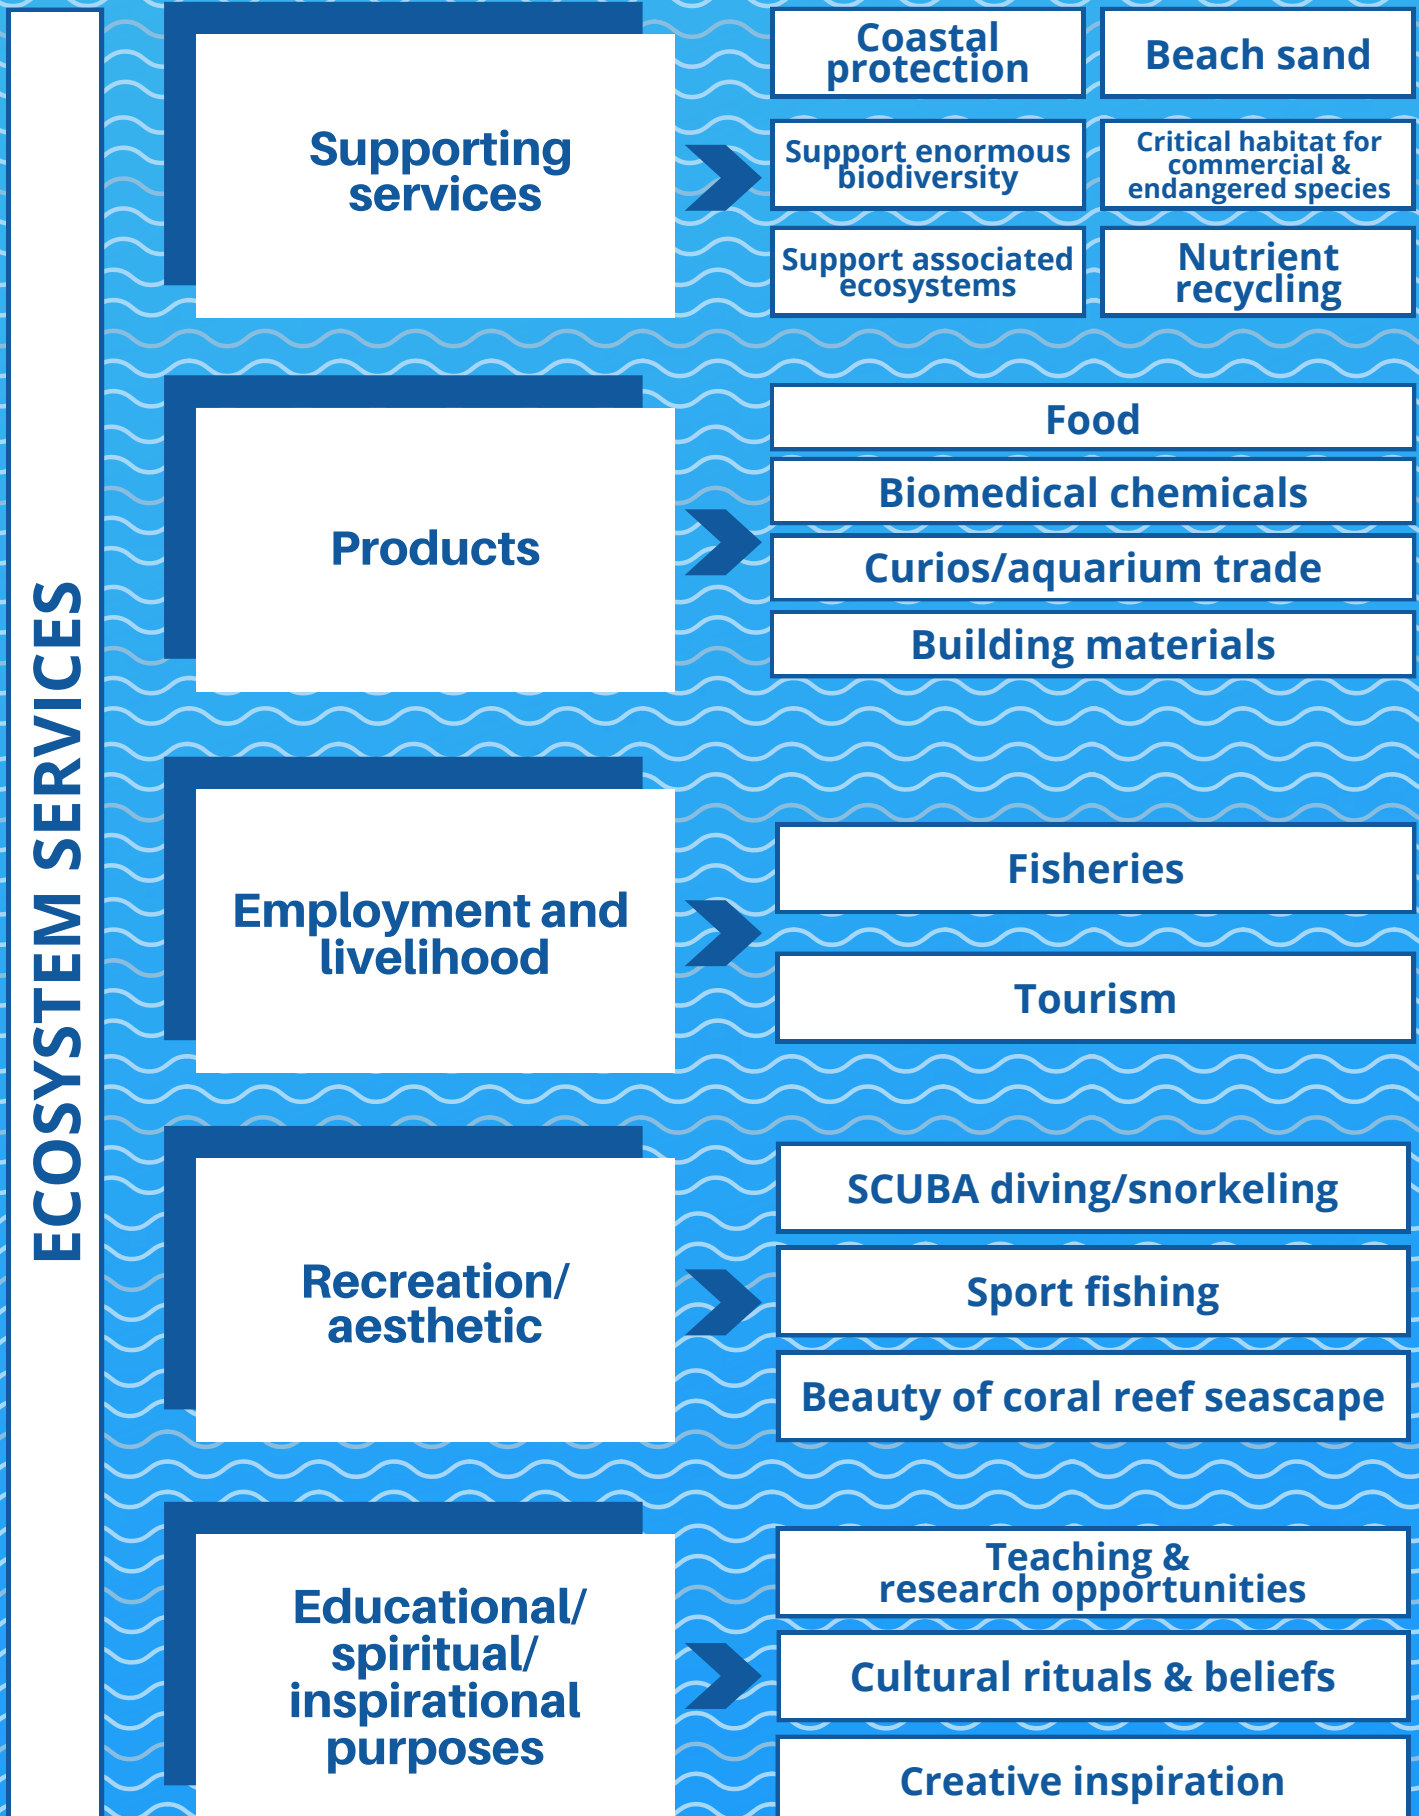 ECOSYSTEM SERVICES
Supporting
services
Coastal
protection
Beach sand
Support enormous
biodiversity
Critical habitat for
commercial &
endangered species
Support associated
ecosystems
Nutrient
recycling
Products
Food
Biomedical chemicals
Curios/aquarium trade
Building materials
Employment and
livelihood
Fisheries
Tourism
Recreation/
aesthetic
SCUBA diving/snorkeling
Sport fishing
Beauty of coral reef seascape
Educational/
spiritual/
inspirational
purposes
Teaching &
research opportunities
Cultural rituals & beliefs
Creative inspiration